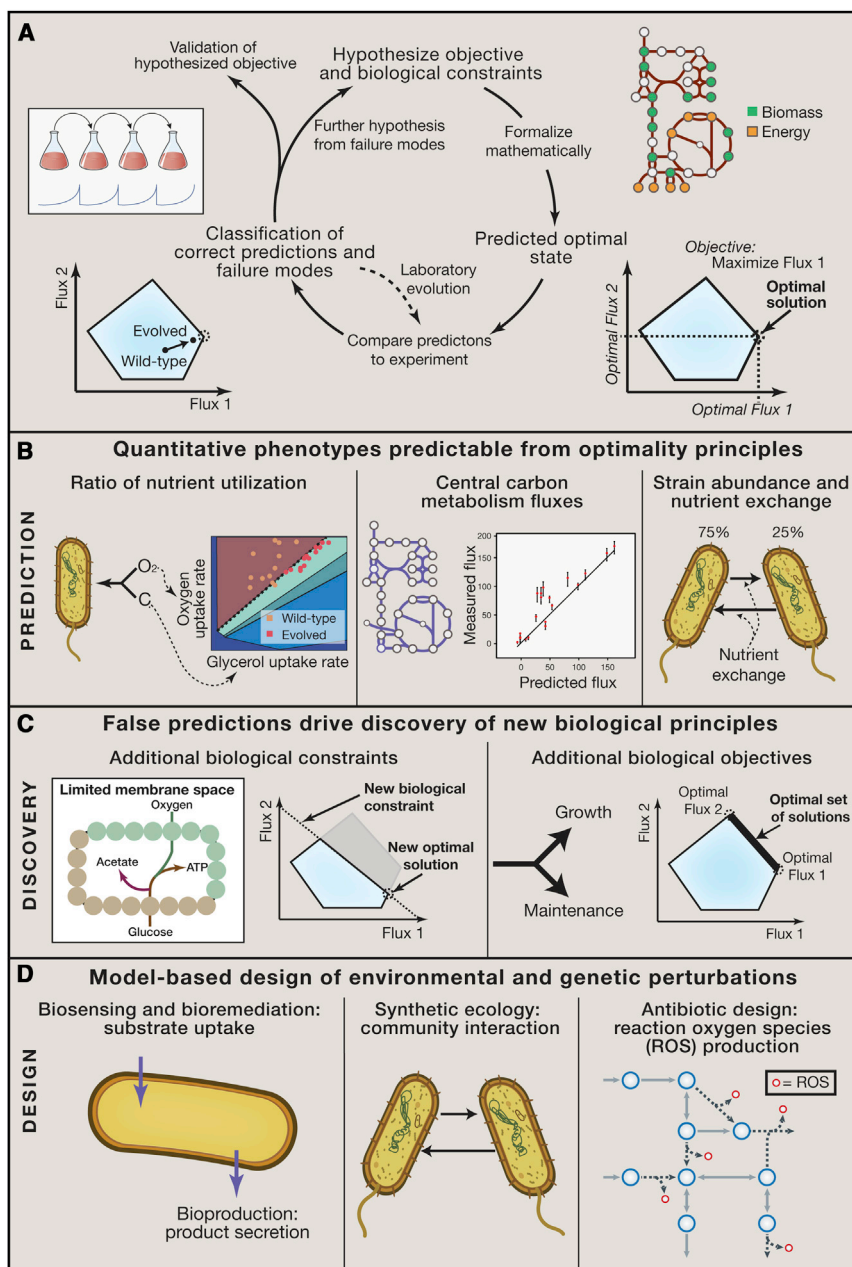 A
Validation of
hypothesized objective
Hypothesize objective
and biological constraints
Further hypothesis
from failure modes
Formalize
mathematically
Biomass
Energy
Classification of
correct predictions and
failure modes
Predicted optimal
state
Laboratory
evolution
Compare predictons
to experiment
Flux 2
Evolved
Wild-type
Flux 1
Objective:
Maximize Flux 1
Optimal
solution
Optimal Flux 2
Optimal Flux 1
B
Quantitative phenotypes predictable from optimality principles
PREDICTION
Ratio of nutrient utilization
O2
C
Oxygen
uptake rate
Wild-type
Evolved
Glycerol uptake rate
Central carbon
metabolism fluxes
Measured flux
200
150
100
50
0
0
50
100
150
Predicted flux
Strain abundance and
nutrient exchange
75%
25%
Nutrient
exchange
C
False predictions drive discovery of new biological principles
DISCOVERY
Additional biological constraints
Limited membrane space
Oxygen
Acetate
ATP
Glucose
Flux 2
New biological
constraint
New optimal
solution
Flux 1
Additional biological objectives
Growth
Maintenance
Flux 2
Optimal
Flux 2
Optimal set
of solutions
Optimal
Flux 1
Flux 1
D
Model-based design of environmental and genetic perturbations
DESIGN
Biosensing and bioremediation:
substrate uptake
Bioproduction:
product secretion
Synthetic ecology:
community interaction
Antibiotic design:
reaction oxygen species
(ROS) production
= ROS